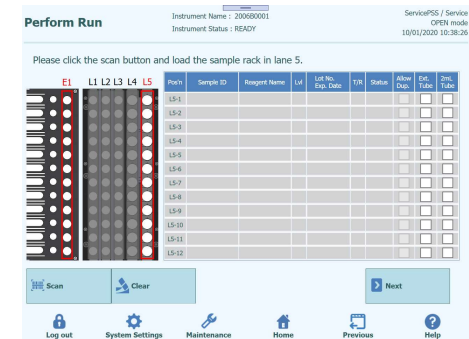 Perform Run
Instrument Name : 2006B0001
Instrument Status : READY
ServicePSS / Service
OPEN mode
10/01/2020 10:38:26
Please click the scan button and load the sample rack in lane 5.
E1 L1 L2 L3 L4 L5
Pos'n Sample ID Reagent Name Lvl Lot No. Exp. Date T/R Status Allow Dup. Ext. Tube 2mL Tube
L5-1
L5-2
L5-3
L5-4
L5-5
L5-6
L5-7
L5-8
L5-9
L5-10
L5-11
L5-12
Scan Clear Next
Log out System Settings Maintenance Home Previous Help